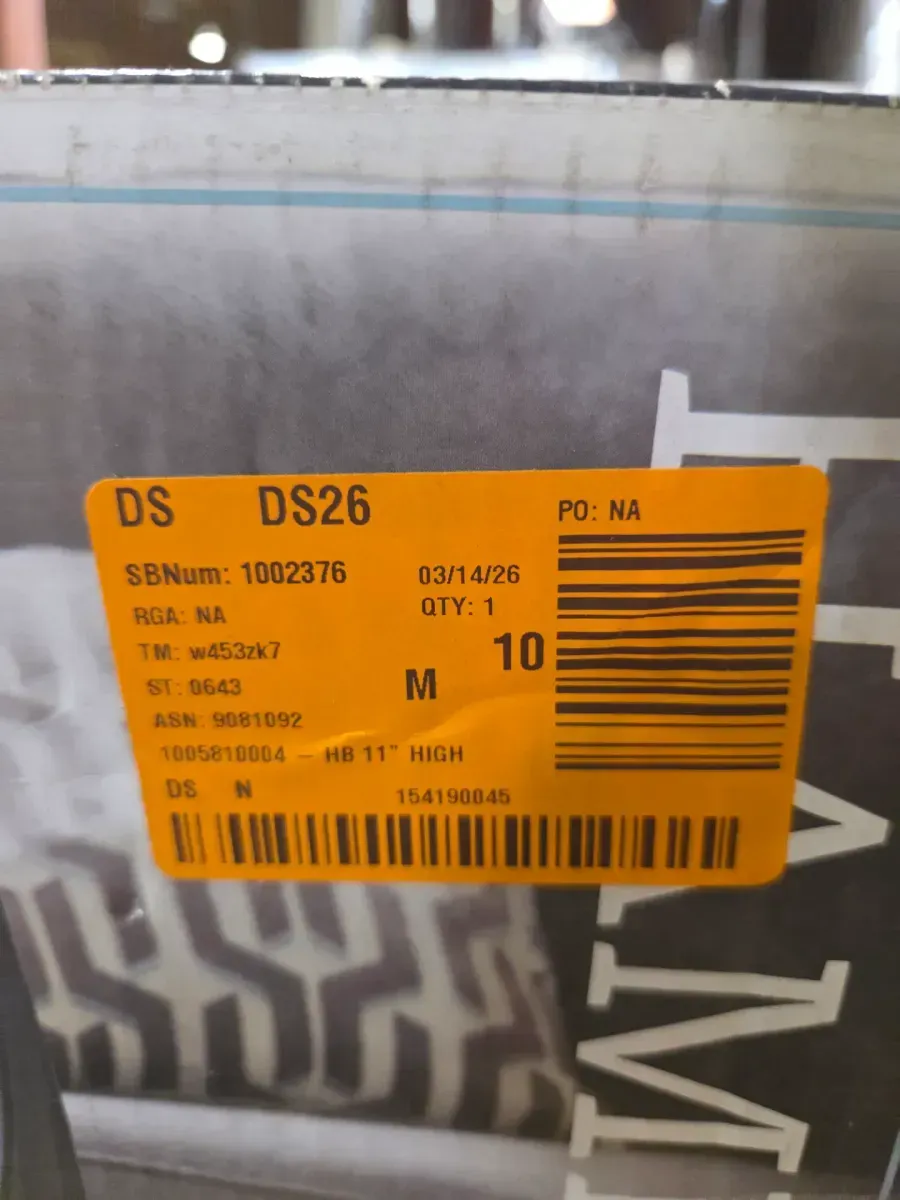 DS DS26 PO: NA
SBNum: 1002376 03/14/26
RGA: NA QTY: 1
TM: w453zk7 10
ST: 0643 M
ASN: 9081092
1005810004 – HB 11" HIGH
DS N 154190045
FRAM